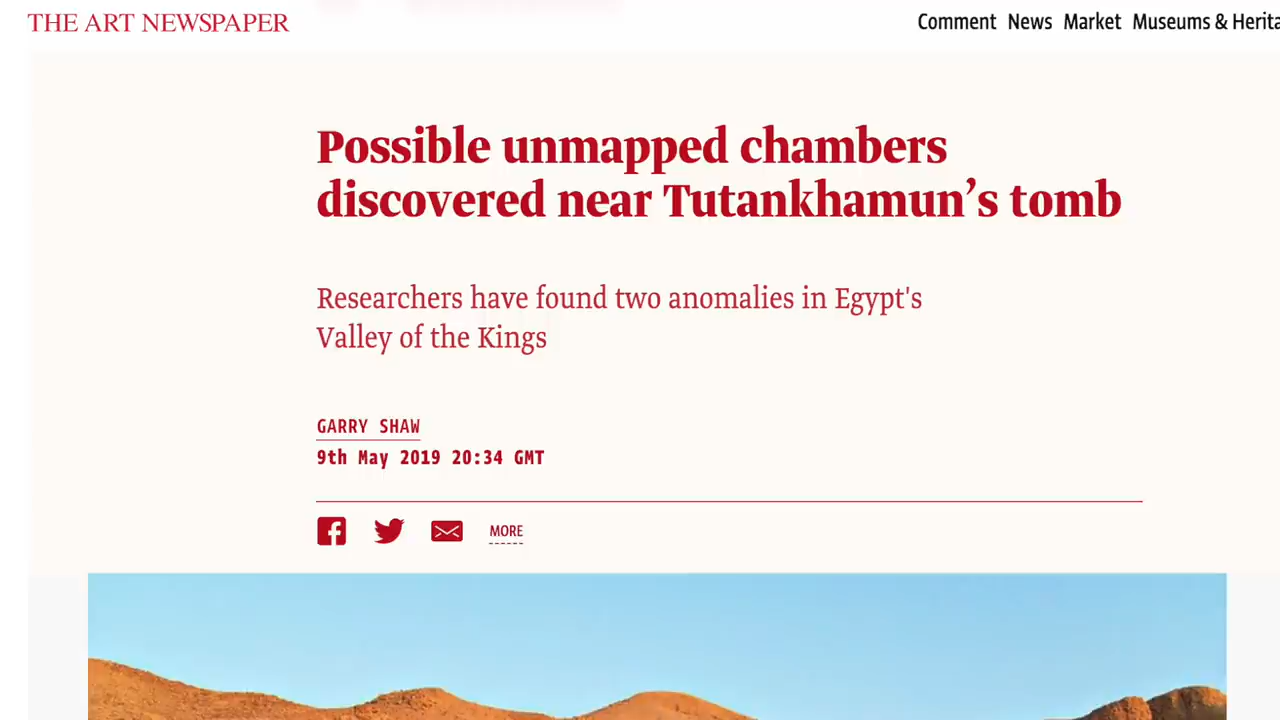 THE ART NEWSPAPER
Comment News Market Museums & Herita
Possible unmapped chambers
discovered near Tutankhamun’s tomb
Researchers have found two anomalies in Egypt's
Valley of the Kings
GARRY SHAW
9th May 2019 20:34 GMT
MORE